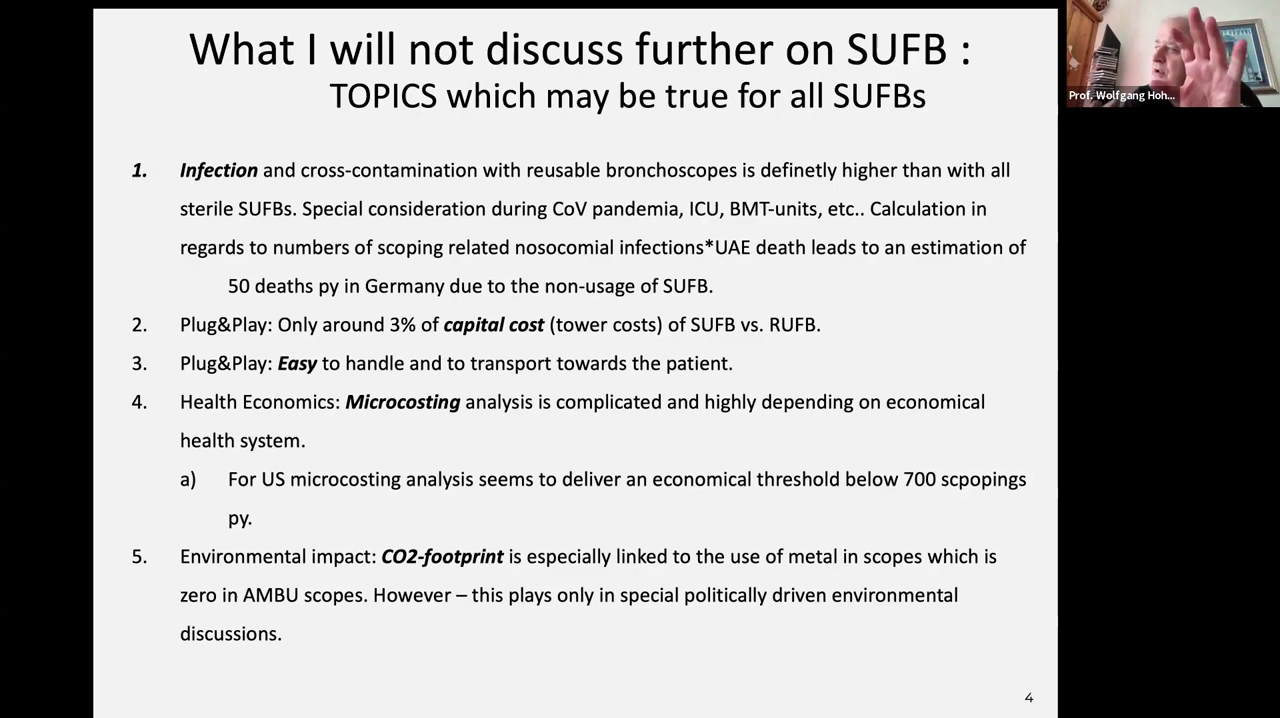 What I will not discuss further on SUFB :
TOPICS which may be true for all SUFBs
Prof. Wolfgang Hoh...
1. Infection and cross-contamination with reusable bronchoscopes is definetly higher than with all
sterile SUFBs. Special consideration during CoV pandemia, ICU, BMT-units, etc.. Calculation in
regards to numbers of scoping related nosocomial infections*UAE death leads to an estimation of
50 deaths py in Germany due to the non-usage of SUFB.
2. Plug&Play: Only around 3% of capital cost (tower costs) of SUFB vs. RUFB.
3. Plug&Play: Easy to handle and to transport towards the patient.
4. Health Economics: Microcosting analysis is complicated and highly depending on economical
health system.
a) For US microcosting analysis seems to deliver an economical threshold below 700 scpopings
py.
5. Environmental impact: CO2-footprint is especially linked to the use of metal in scopes which is
zero in AMBU scopes. However – this plays only in special politically driven environmental
discussions.
4